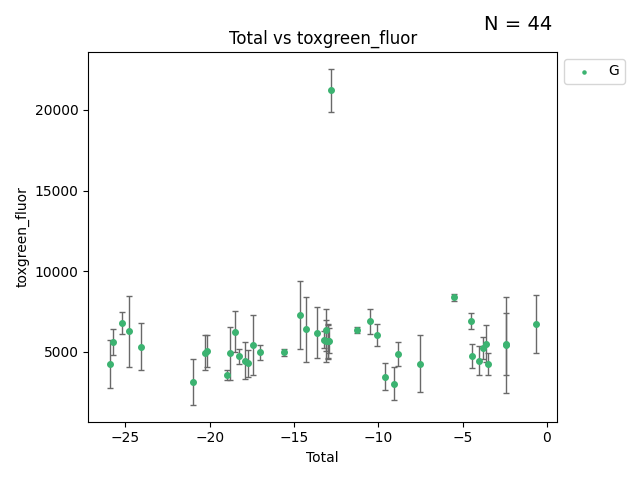 N = 44
Total vs toxgreen_fluor
G
toxgreen_fluor
20000
15000
10000
5000
−25 −20 −15 −10 −5 0
Total